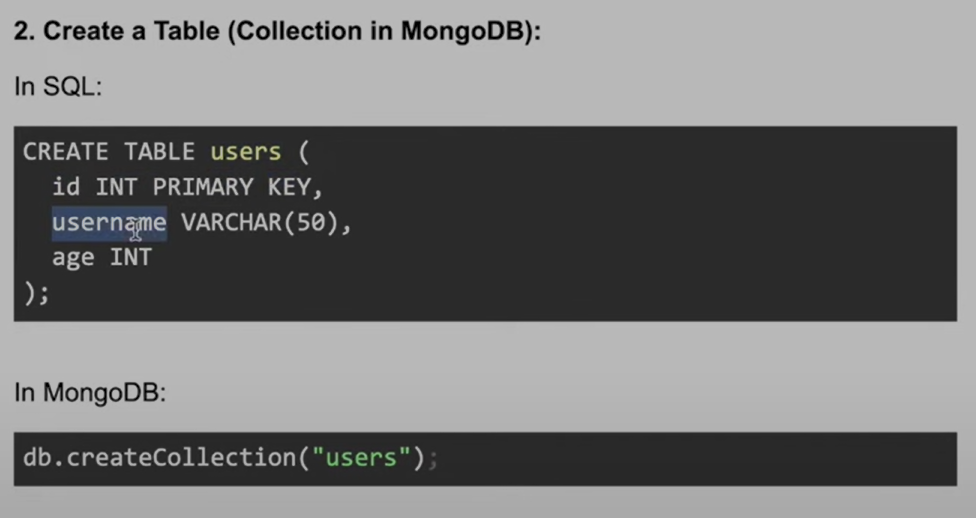 2. Create a Table (Collection in MongoDB):
In SQL:
CREATE TABLE users (
id INT PRIMARY KEY,
username VARCHAR(50),
age INT
);
In MongoDB:
db.createCollection("users");